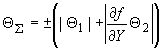 Θ_Σ = ±(|Θ_1| + |∂f/∂Y Θ_2|)